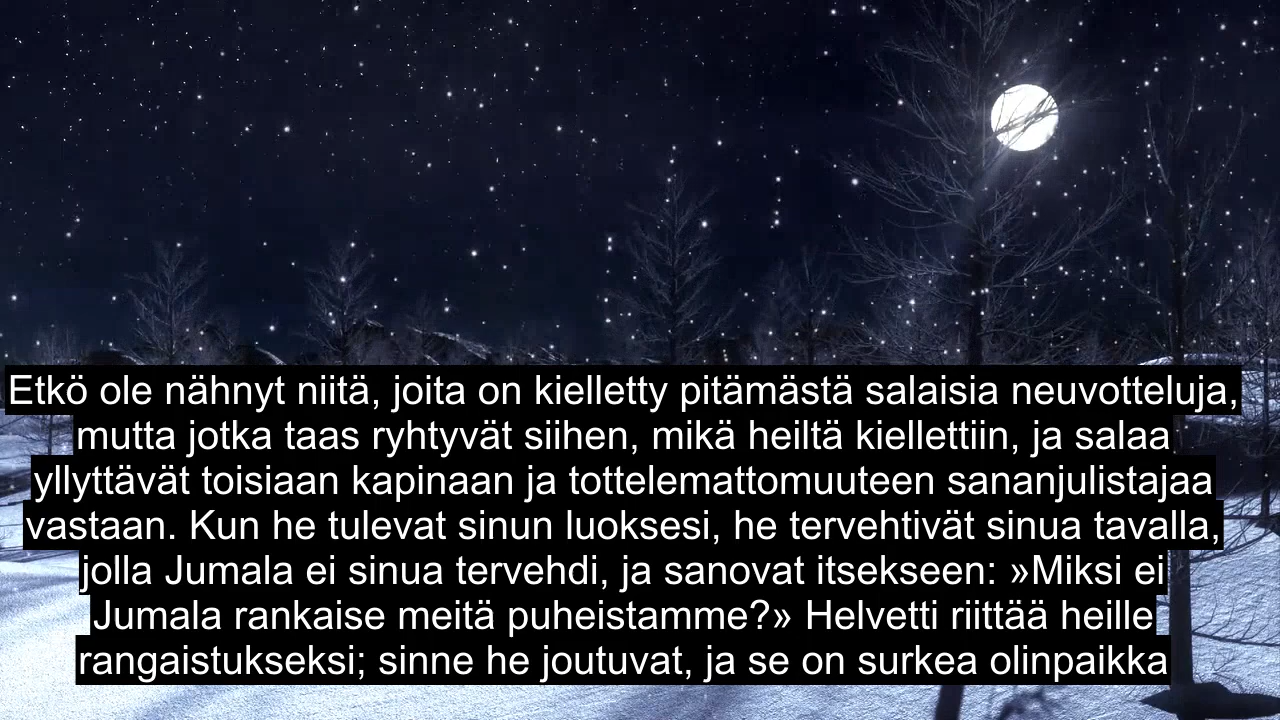 Etkö ole nähnyt niitä, joita on kielletty pitämästä salaisia neuvotteluja,
mutta jotka taas ryhtyvät siihen, mikä heiltä kiellettiin, ja salaa
yllyttävät toisiaan kapinaan ja tottelemattomuuteen sananjulistajaa
vastaan. Kun he tulevat sinun luoksesi, he tervehtivät sinua tavalla,
jolla Jumala ei sinua tervehdi, ja sanovat itsekseen: »Miksi ei
Jumala rankaise meitä puheistamme?» Helvetti riittää heille
rangaistukseksi; sinne he joutuvat, ja se on surkea olinpaikka